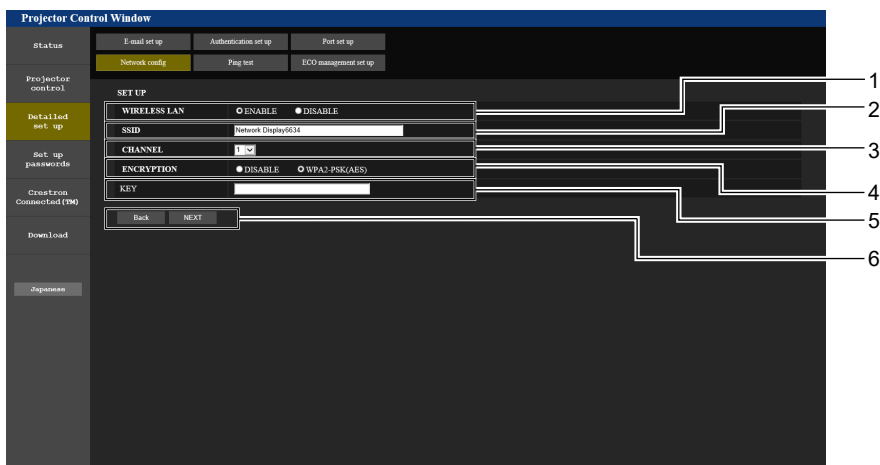 Projector Control Window
Status
E-mail set up
Authentication set up
Port set up
Network config
Ping test
ECO management set up
Projector
control
SET UP
1
WIRELESS LAN
ENABLE
DISABLE
Detailed
set up
2
SSID
Network Display6634
CHANNEL
1
3
Set up
passwords
ENCRYPTION
DISABLE
WPA2-PSK(AES)
4
KEY
5
Crestron
Connected(TM)
Back
NEXT
6
Download
Japanese